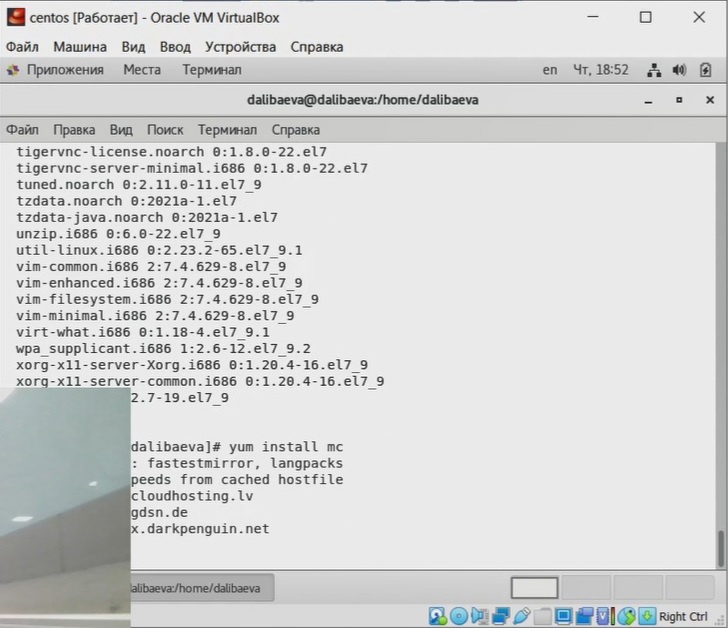 centos [Работает] - Oracle VM VirtualBox
Файл Машина Вид Ввод Устройства Справка
Приложения Места Терминал en Чт, 18:52
dalibaeva@dalibaeva:/home/dalibaeva
Файл Правка Вид Поиск Терминал Справка
tigervnc-license.noarch 0:1.8.0-22.el7
tigervnc-server-minimal.i686 0:1.8.0-22.el7
tuned.noarch 0:2.11.0-11.el7_9
tzdata.noarch 0:2021a-1.el7
tzdata-java.noarch 0:2021a-1.el7
unzip.i686 0:6.0-22.el7_9
util-linux.i686 0:2.23.2-65.el7_9.1
vim-common.i686 2:7.4.629-8.el7_9
vim-enhanced.i686 2:7.4.629-8.el7_9
vim-filesystem.i686 2:7.4.629-8.el7_9
vim-minimal.i686 2:7.4.629-8.el7_9
virt-what.i686 0:1.18-4.el7_9.1
wpa_supplicant.i686 1:2.6-12.el7_9.2
xorg-x11-server-Xorg.i686 0:1.20.4-16.el7_9
xorg-x11-server-common.i686 0:1.20.4-16.el7_9
2.7-19.el7_9
dalibaeva]# yum install mc
: fastestmirror, langpacks
peeds from cached hostfile
cloudhosting.lv
gdsn.de
x.darkpenguin.net
alibaeva:/home/dalibaeva
Right Ctrl